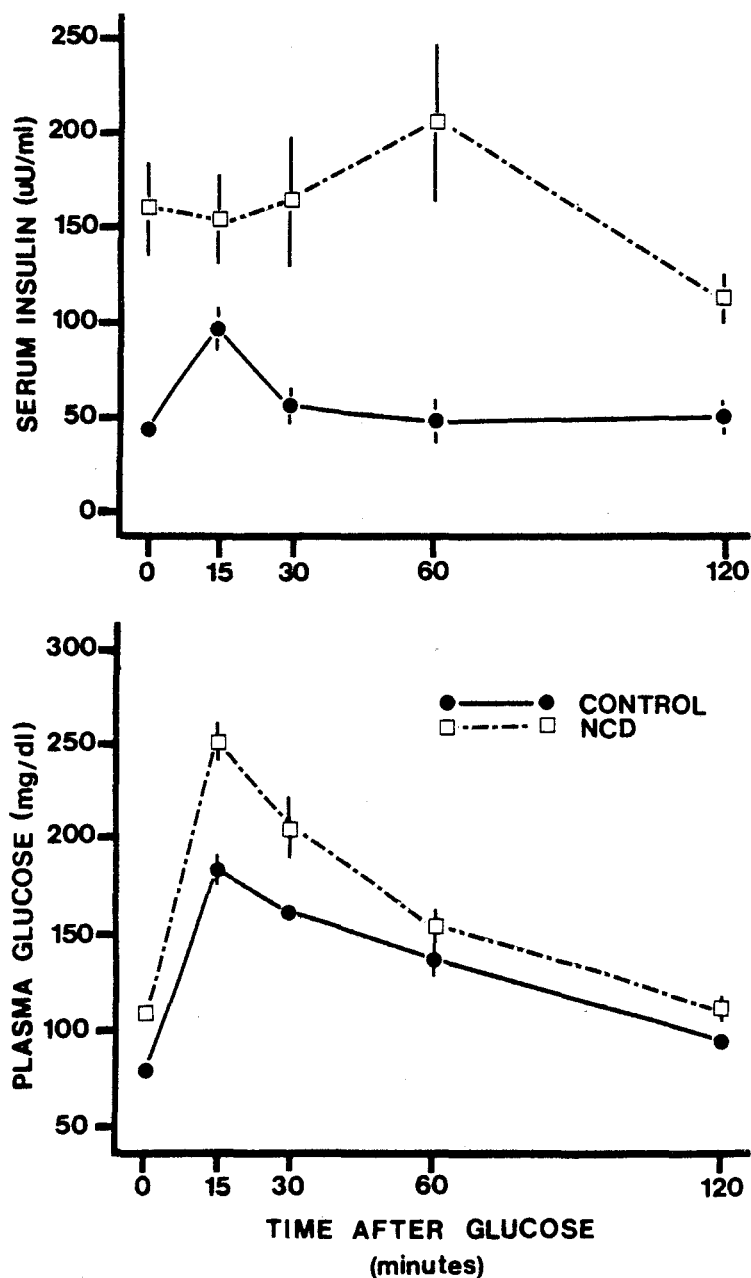 250
200
150
100
50
0
SERUM INSULIN (uU/ml)
0 15 30 60 120
300
250
200
150
100
50
PLASMA GLUCOSE (mg/dl)
CONTROL
NCD
0 15 30 60 120
TIME AFTER GLUCOSE
(minutes)